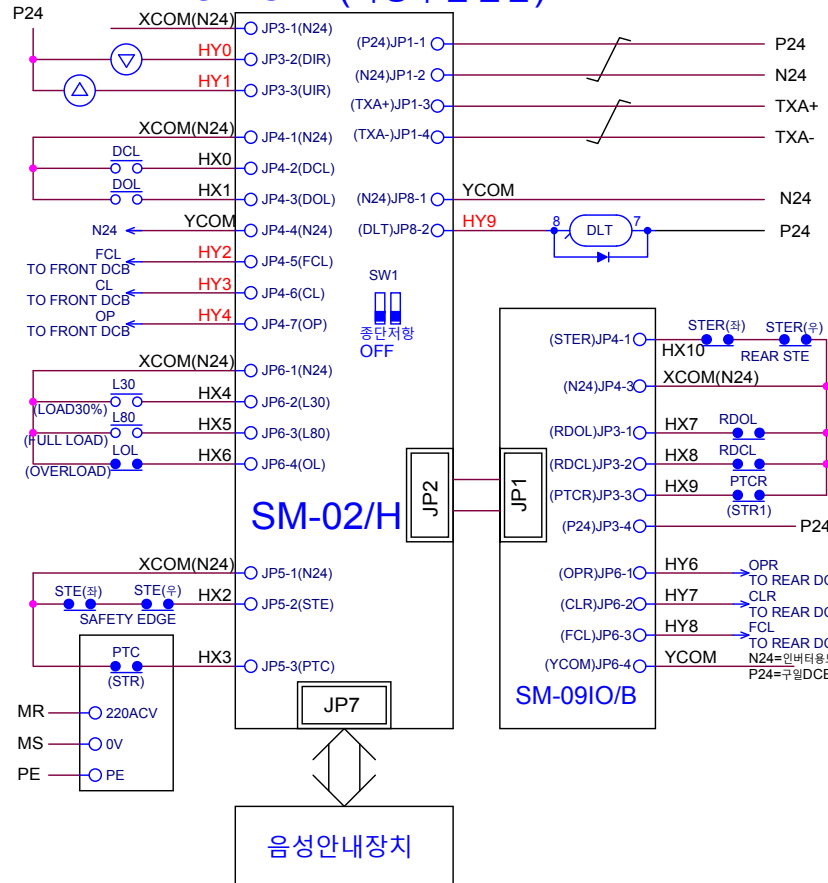 P24
XCOM(N24)
JP3-1(N24)
HY0
JP3-2(DIR)
HY1
JP3-3(UIR)
XCOM(N24)
JP4-1(N24)
DCL
HX0
JP4-2(DCL)
DOL
HX1
JP4-3(DOL)
N24
YCOM
JP4-4(N24)
FCL
TO FRONT DCB
HY2
JP4-5(FCL)
CL
TO FRONT DCB
HY3
JP4-6(CL)
OP
TO FRONT DCB
HY4
JP4-7(OP)
XCOM(N24)
JP6-1(N24)
L30
(LOAD30%)
HX4
JP6-2(L30)
L80
(FULL LOAD)
HX5
JP6-3(L80)
LOL
(OVERLOAD)
HX6
JP6-4(OL)
SM-02/H
XCOM(N24)
JP5-1(N24)
STE(좌)
STE(우)
HX2
JP5-2(STE)
SAFETY EDGE
PTC
(STR)
HX3
JP5-3(PTC)
MR
220ACV
MS
0V
PE
PE
JP7
음성안내장치
(P24)JP1-1
P24
(N24)JP1-2
N24
(TXA+)JP1-3
TXA+
(TXA-)JP1-4
TXA-
(N24)JP8-1
YCOM
N24
(DLT)JP8-2
HY9
8
DLT
7
P24
SW1
종단저항
OFF
JP2
JP1
(STER)JP4-1
HX10
STER(좌)
STER(우)
REAR STE
(N24)JP4-3
XCOM(N24)
(RDOL)JP3-1
HX7
RDOL
(RDCL)JP3-2
HX8
RDCL
(PTCR)JP3-3
HX9
PTCR
(STR1)
(P24)JP3-4
P24
(OPR)JP6-1
HY6
OPR
TO REAR DC
(CLR)JP6-2
HY7
CLR
TO REAR DC
(FCL)JP6-3
HY8
FCL
TO REAR DC
(YCOM)JP6-4
YCOM
N24=인버터용
P24=구일DCB
SM-09IO/B